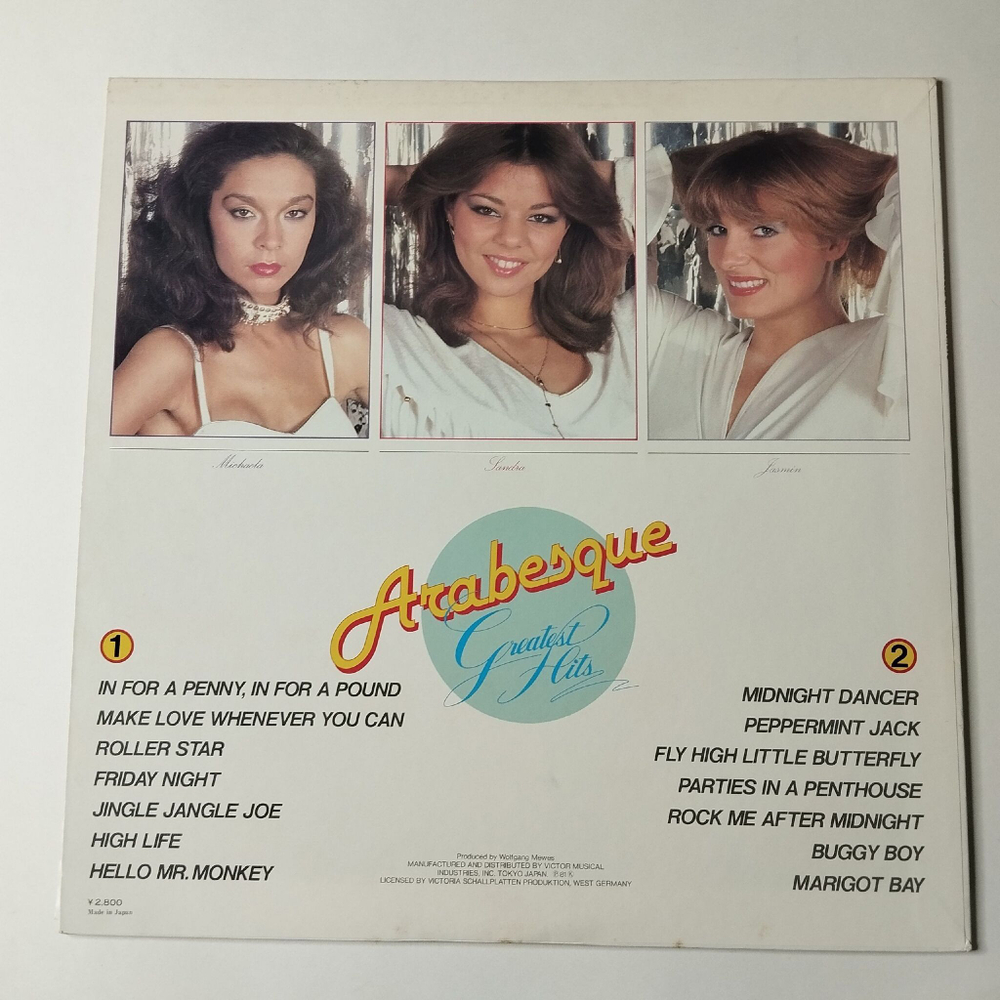 Michaela
Sandra
Jasmin
Arabesque
Greatest
Hits
1
IN FOR A PENNY, IN FOR A POUND
MAKE LOVE WHENEVER YOU CAN
ROLLER STAR
FRIDAY NIGHT
JINGLE JANGLE JOE
HIGH LIFE
HELLO MR. MONKEY
2
MIDNIGHT DANCER
PEPPERMINT JACK
FLY HIGH LITTLE BUTTERFLY
PARTIES IN A PENTHOUSE
ROCK ME AFTER MIDNIGHT
BUGGY BOY
MARIGOT BAY
Produced by Wolfgang Mewes
MANUFACTURED AND DISTRIBUTED BY VICTOR MUSICAL
INDUSTRIES, INC. TOKYO JAPAN
LICENSED BY VICTORIA SCHALLPLATTEN PRODUKTION, WEST GERMANY
¥2.800
Made in Japan